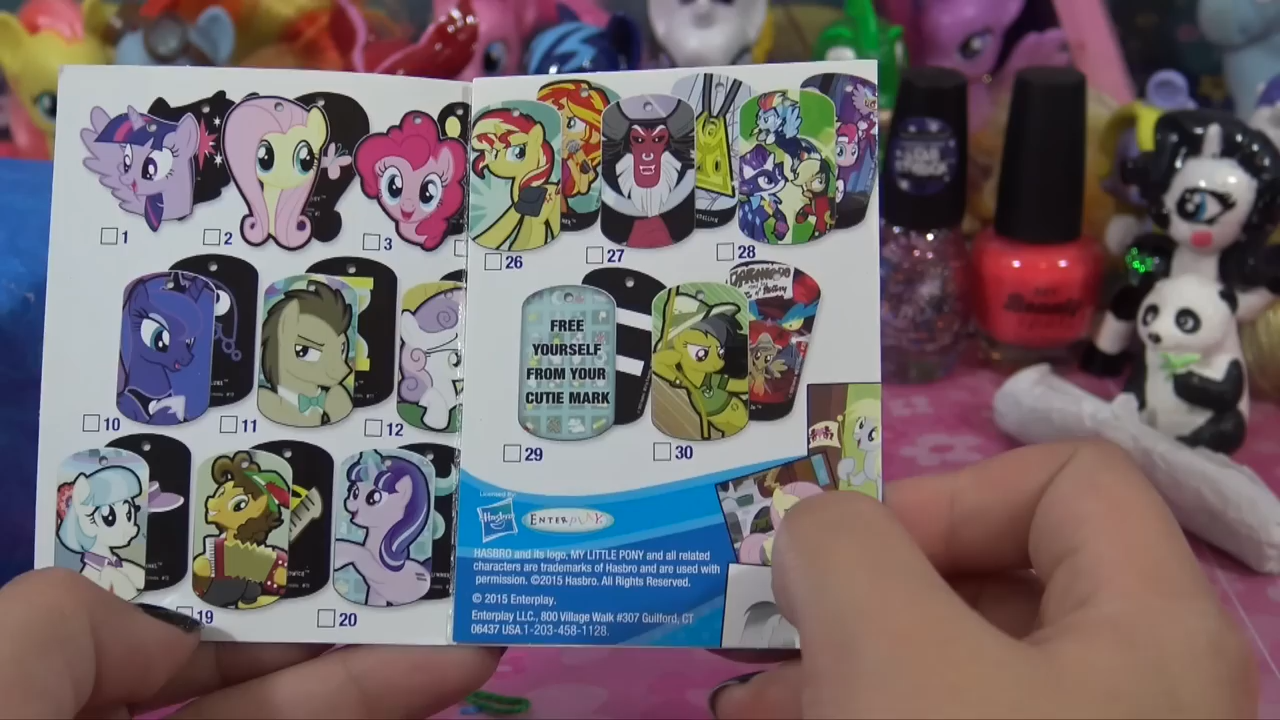 1
2
3
10
11
12
19
20
26
27
28
FREE
YOURSELF
FROM YOUR
CUTIE MARK
29
30
Licensed By:
Hasbro
ENTERPLAY
HASBRO and its logo, MY LITTLE PONY and all related
characters are trademarks of Hasbro and are used with
permission. ©2015 Hasbro. All Rights Reserved.
© 2015 Enterplay.
Enterplay LLC., 800 Village Walk #307 Guilford, CT
06437 USA.1-203-458-1128.